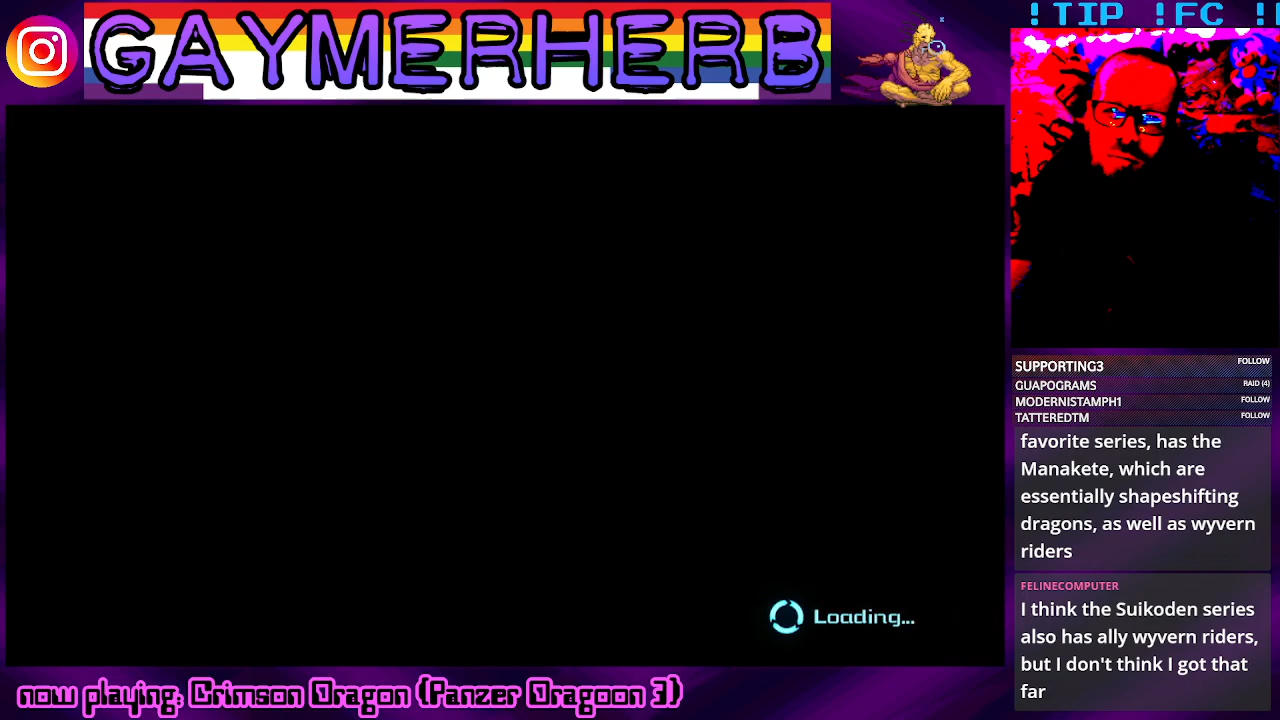 GAYMERHERB
! TIP !FC !!
SUPPORTING3 FOLLOW
GUAPOGRAMS RAID (4)
MODERNISTAMPH1 FOLLOW
TATTEREDTM FOLLOW
favorite series, has the
Manakete, which are
essentially shapeshifting
dragons, as well as wyvern
riders
FELINECOMPUTER
I think the Suikoden series
also has ally wyvern riders,
but I don't think I got that
far
Loading...
now playing: Crimson Dragon (Panzer Dragoon 3)